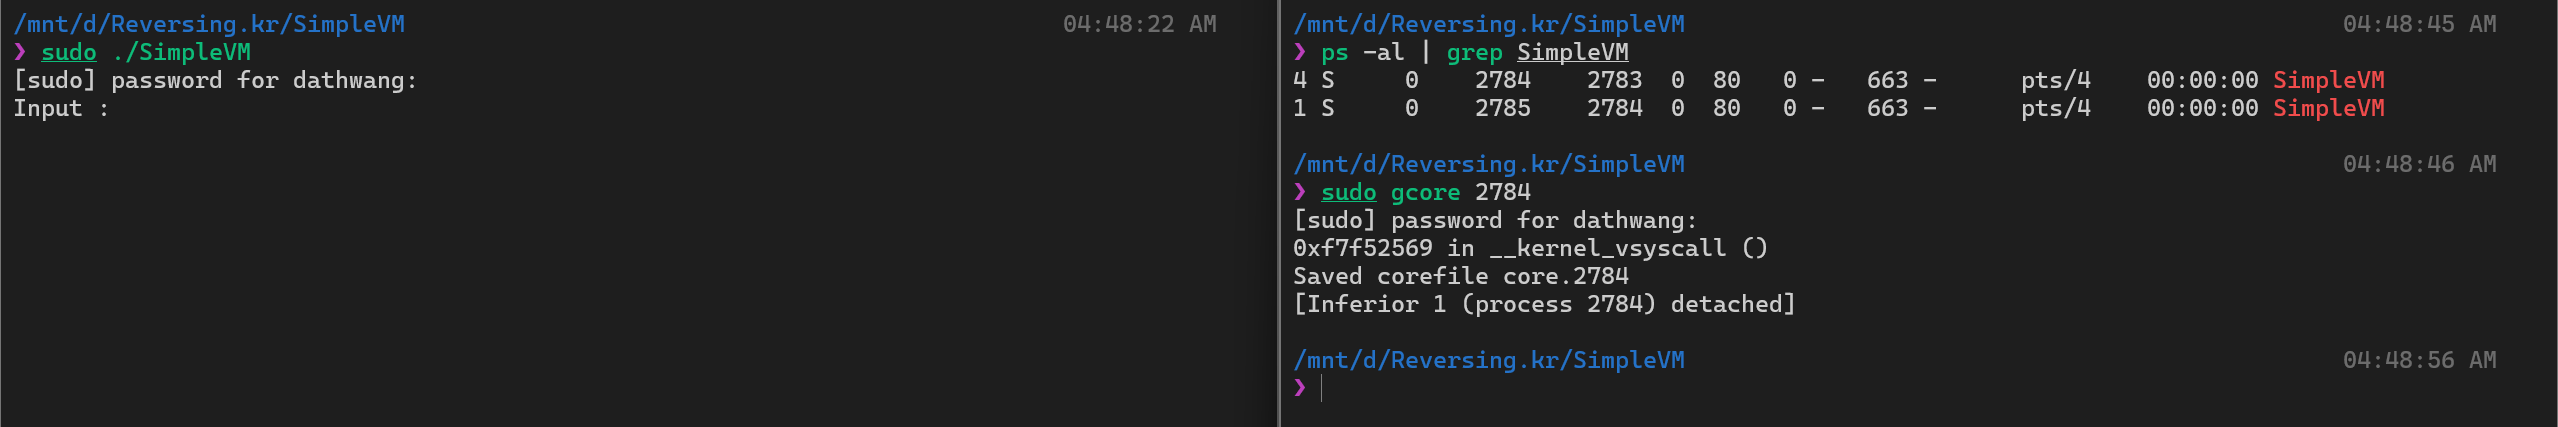 /mnt/d/Reversing.kr/SimpleVM 04:48:22 AM
❯ sudo ./SimpleVM
[sudo] password for dathwang:
Input :
/mnt/d/Reversing.kr/SimpleVM 04:48:45 AM
❯ ps -al | grep SimpleVM
4 S 0 2784 2783 0 80 0 - 663 - pts/4 00:00:00 SimpleVM
1 S 0 2785 2784 0 80 0 - 663 - pts/4 00:00:00 SimpleVM
/mnt/d/Reversing.kr/SimpleVM 04:48:46 AM
❯ sudo gcore 2784
[sudo] password for dathwang:
0xf7f52569 in __kernel_vsyscall ()
Saved corefile core.2784
[Inferior 1 (process 2784) detached]
/mnt/d/Reversing.kr/SimpleVM 04:48:56 AM
❯